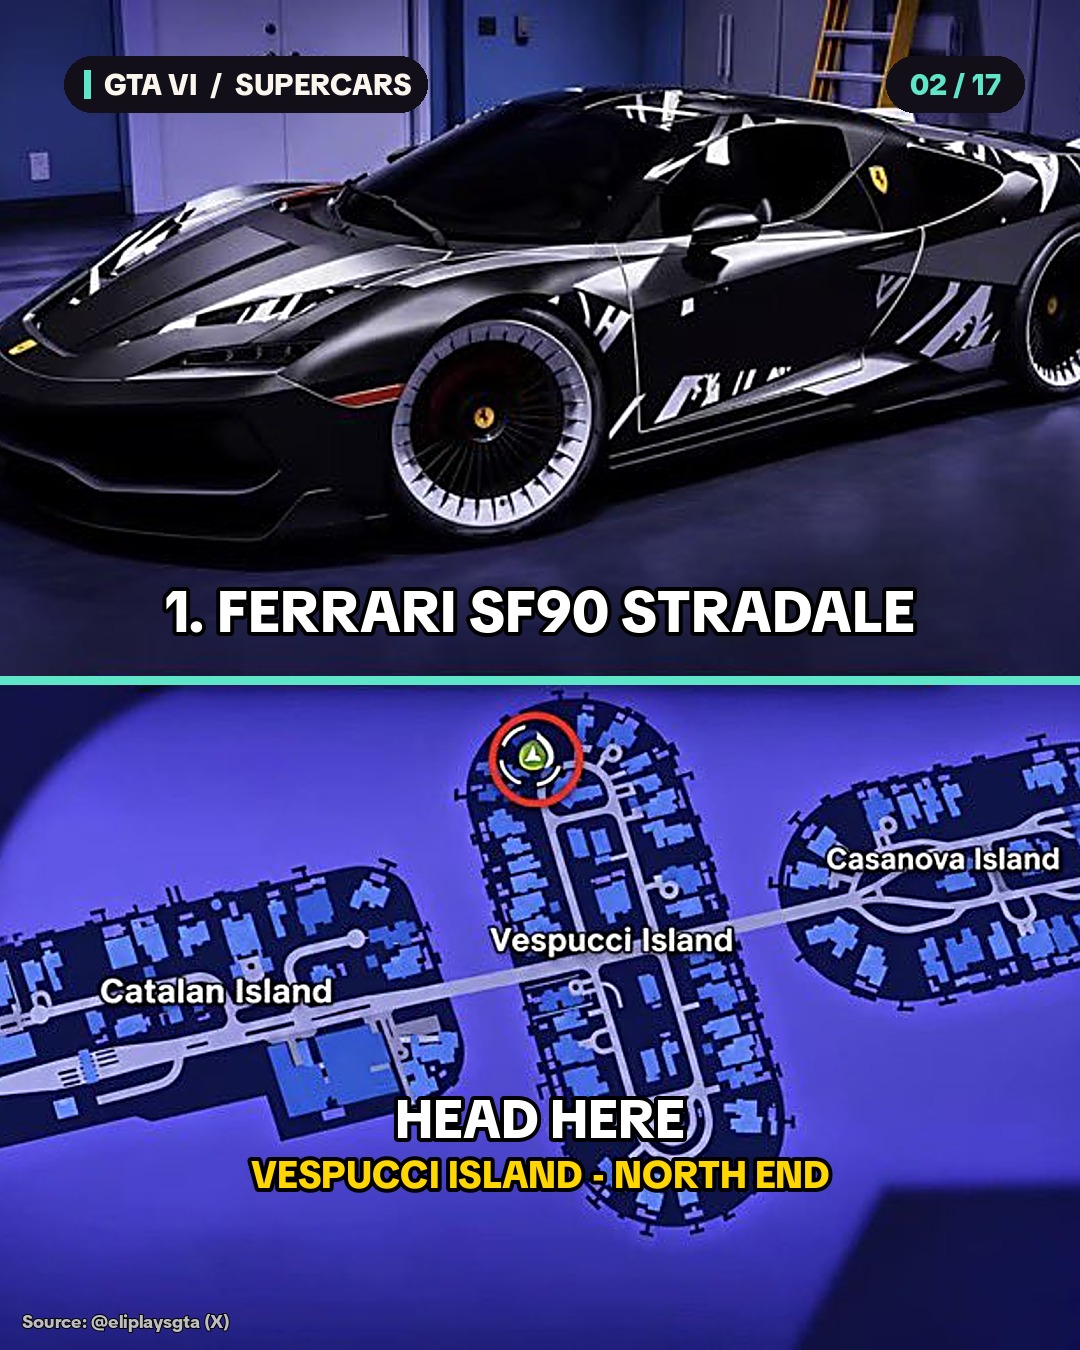 GTA VI / SUPERCARS
02 / 17
1. FERRARI SF90 STRADALE
Casanova Island
Vespucci Island
Catalan Island
HEAD HERE
VESPUCCI ISLAND - NORTH END
Source: @eliplaysgta (X)